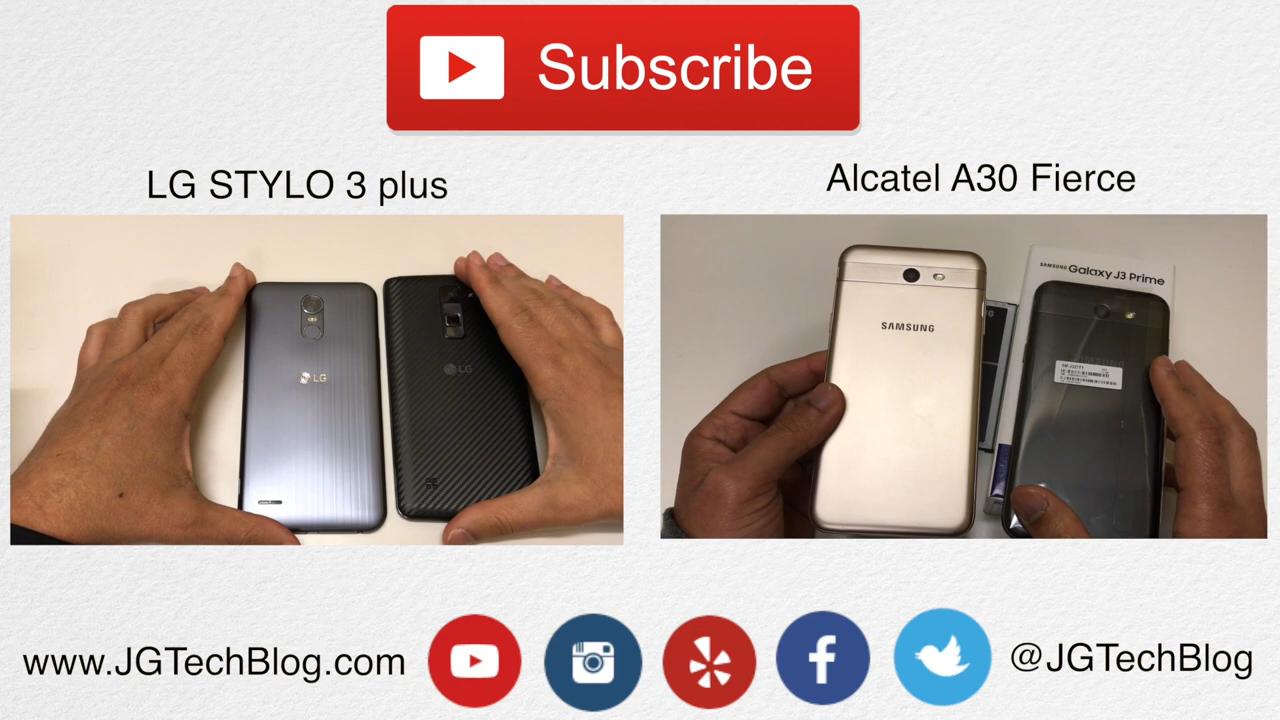 Subscribe
LG STYLO 3 plus
Alcatel A30 Fierce
LG
LG
SAMSUNG
SAMSUNG Galaxy J3 Prime
www.JGTechBlog.com
@JGTechBlog